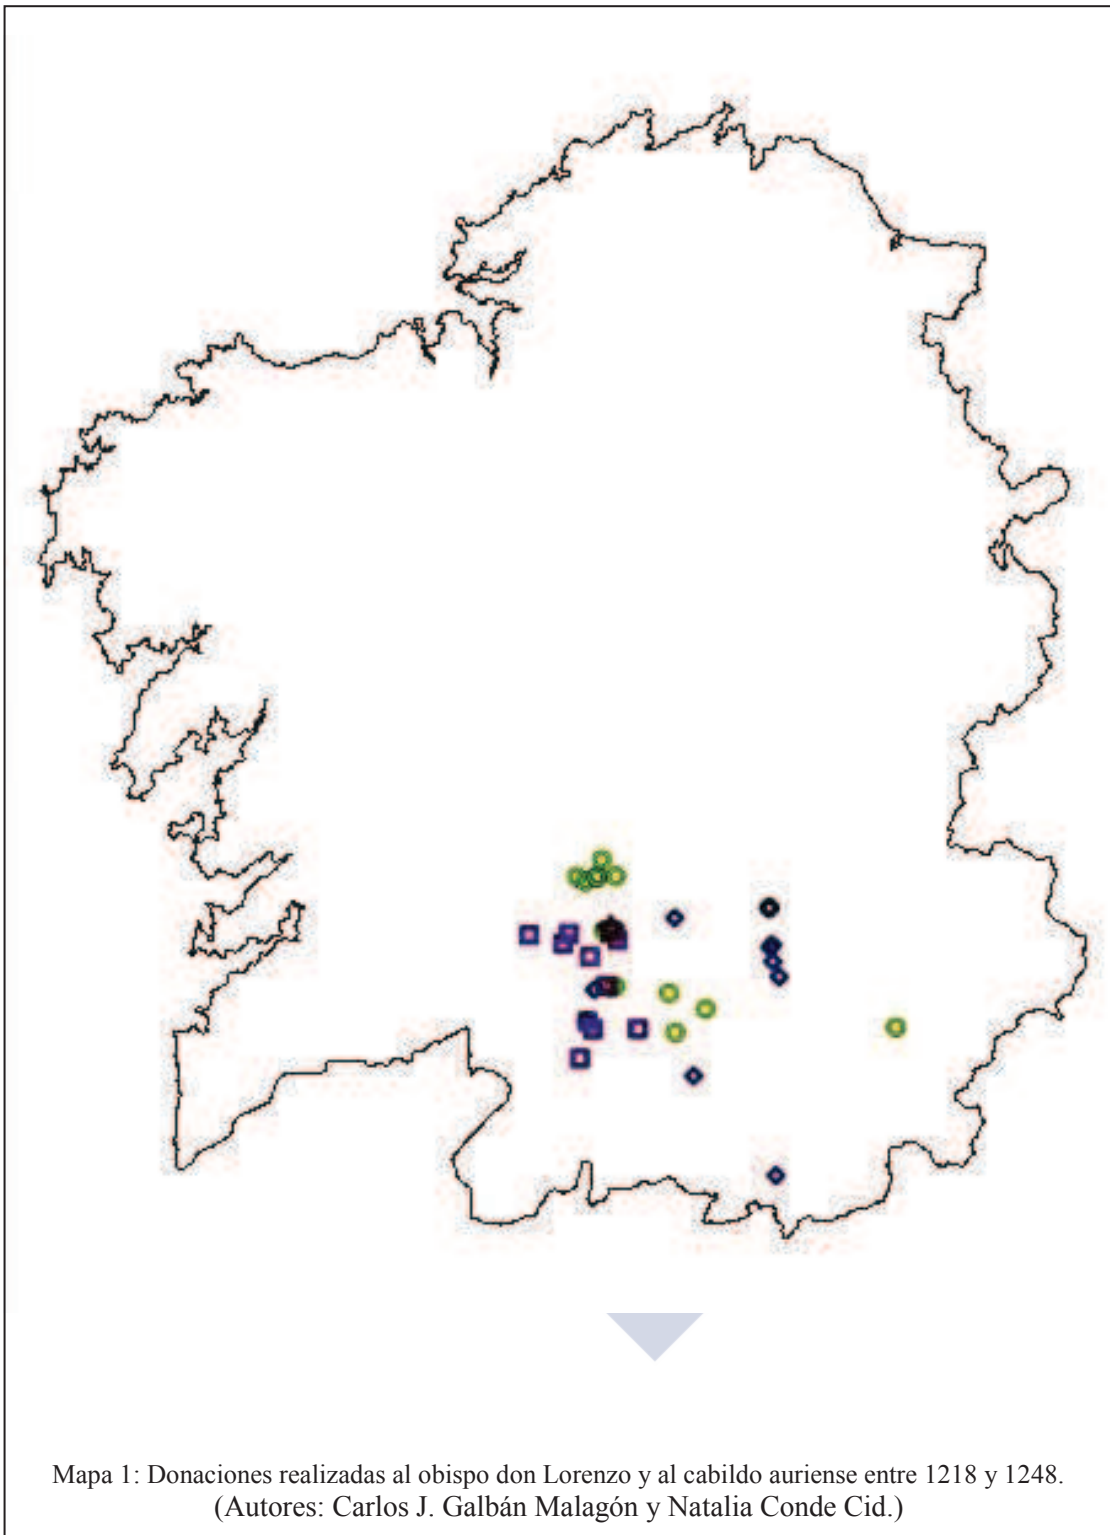 Mapa 1: Donaciones realizadas al obispo don Lorenzo y al cabildo auriense entre 1218 y 1248.
(Autores: Carlos J. Galbán Malagón y Natalia Conde Cid.)